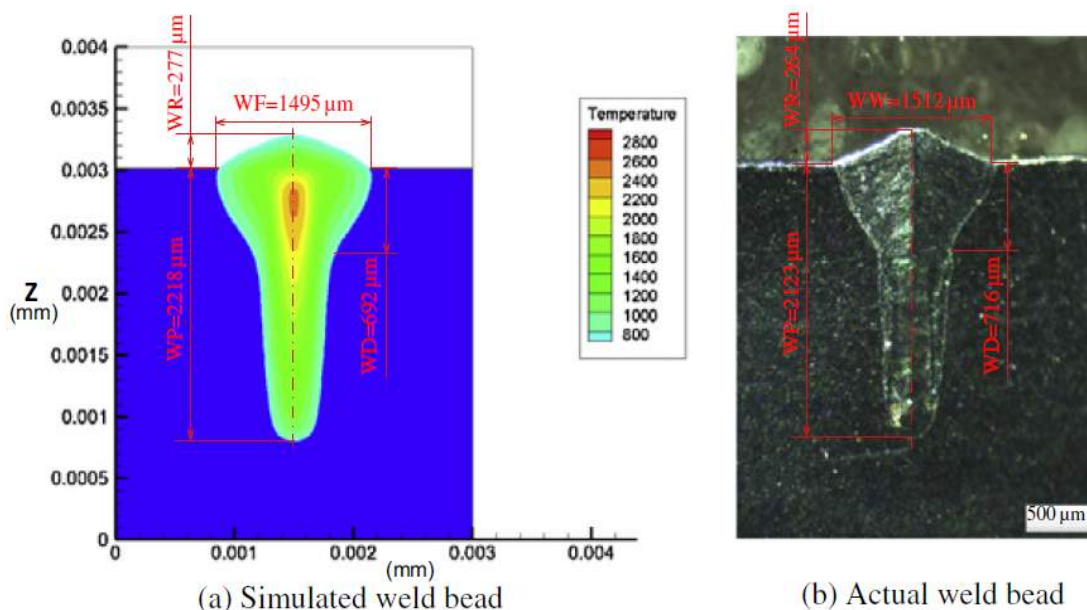 0.004
0.0035
0.003
0.0025
0.002
0.0015
0.001
0.0005
0
Z
(mm)
WR=277 µm
WF=1495 µm
WP=2218 µm
WD=692 µm
0
0.001
0.002
0.003
0.004
(mm)
(a) Simulated weld bead
Temperature
2800
2600
2400
2200
2000
1800
1600
1400
1200
1000
800
WR=264 µm
WW=1512 µm
WP=2123 µm
WD=716 µm
500 µm
(b) Actual weld bead